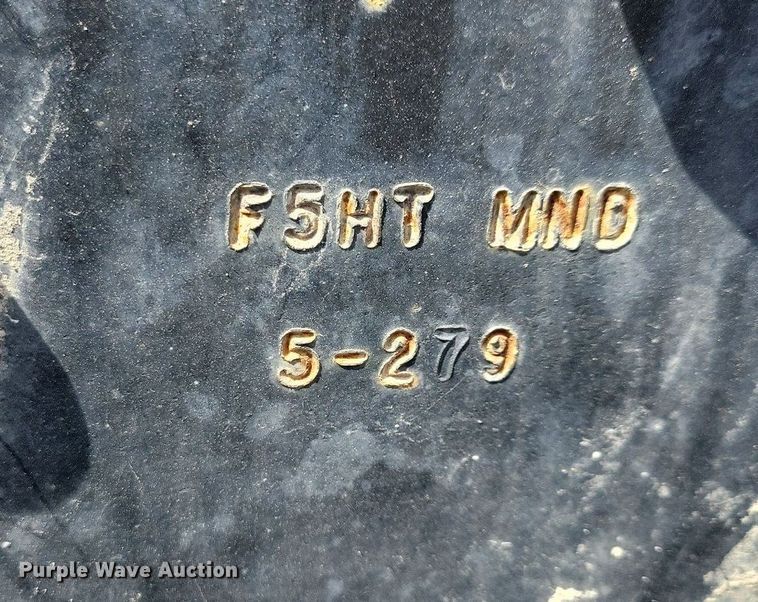 F5HT MND
5-279
Purple Wave Auction